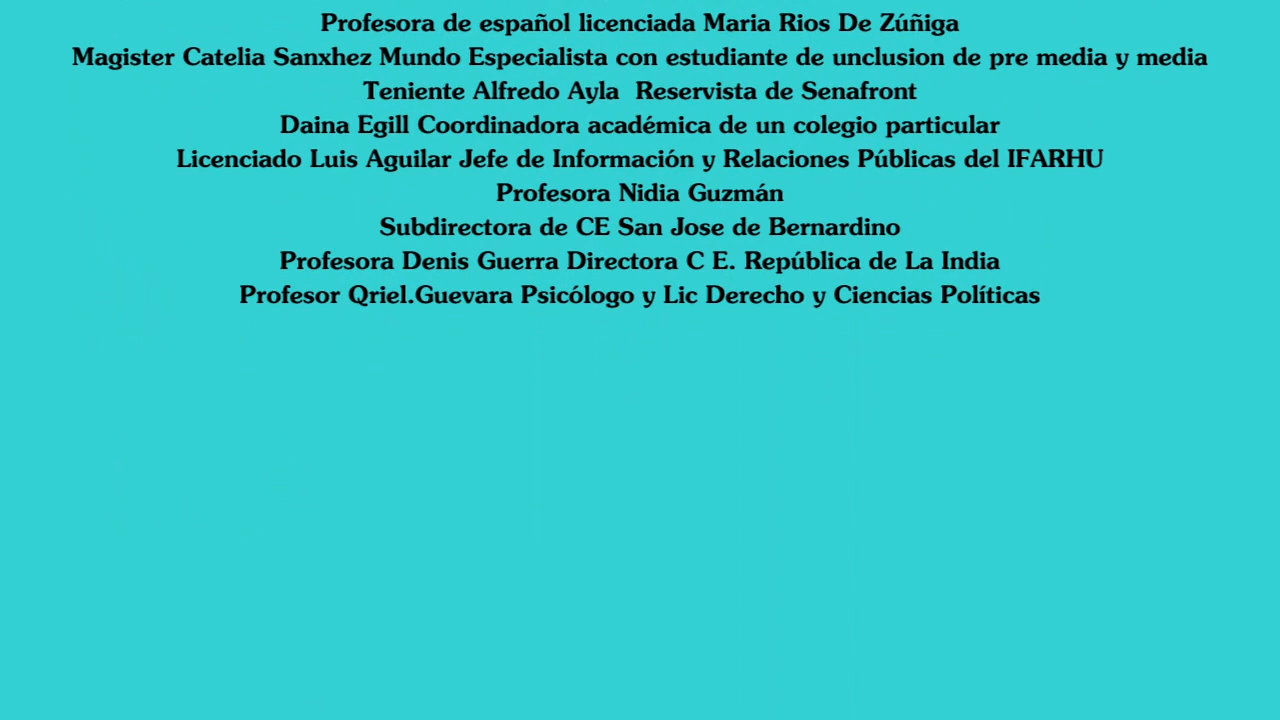 Profesora de español licenciada Maria Rios De Zúñiga
Magister Catelia Sanxhez Mundo Especialista con estudiante de unclusion de pre media y media
Teniente Alfredo Ayla  Reservista de Senafront
Daina Egill Coordinadora académica de un colegio particular
Licenciado Luis Aguilar Jefe de Información y Relaciones Públicas del IFARHU
Profesora Nidia Guzmán
Subdirectora de CE San Jose de Bernardino
Profesora Denis Guerra Directora C E. República de La India
Profesor Qriel.Guevara Psicólogo y Lic Derecho y Ciencias Políticas